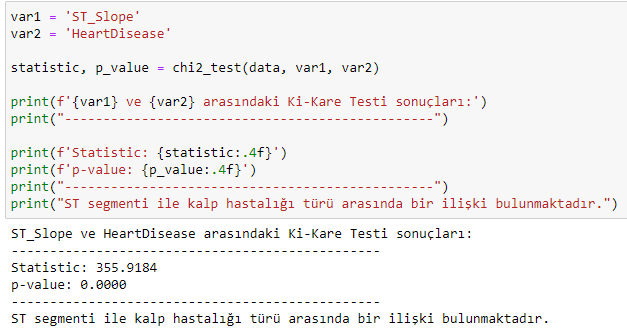 var1 = 'ST_Slope'
var2 = 'HeartDisease'
statistic, p_value = chi2_test(data, var1, var2)
print(f'{var1} ve {var2} arasındaki Ki-Kare Testi sonuçları:')
print("-----------------------------------------------")
print(f'Statistic: {statistic:.4f}')
print(f'p-value: {p_value:.4f}')
print("-----------------------------------------------")
print("ST segmenti ile kalp hastalığı türü arasında bir ilişki bulunmaktadır.")
ST_Slope ve HeartDisease arasındaki Ki-Kare Testi sonuçları:
-----------------------------------------------
Statistic: 355.9184
p-value: 0.0000
-----------------------------------------------
ST segmenti ile kalp hastalığı türü arasında bir ilişki bulunmaktadır.